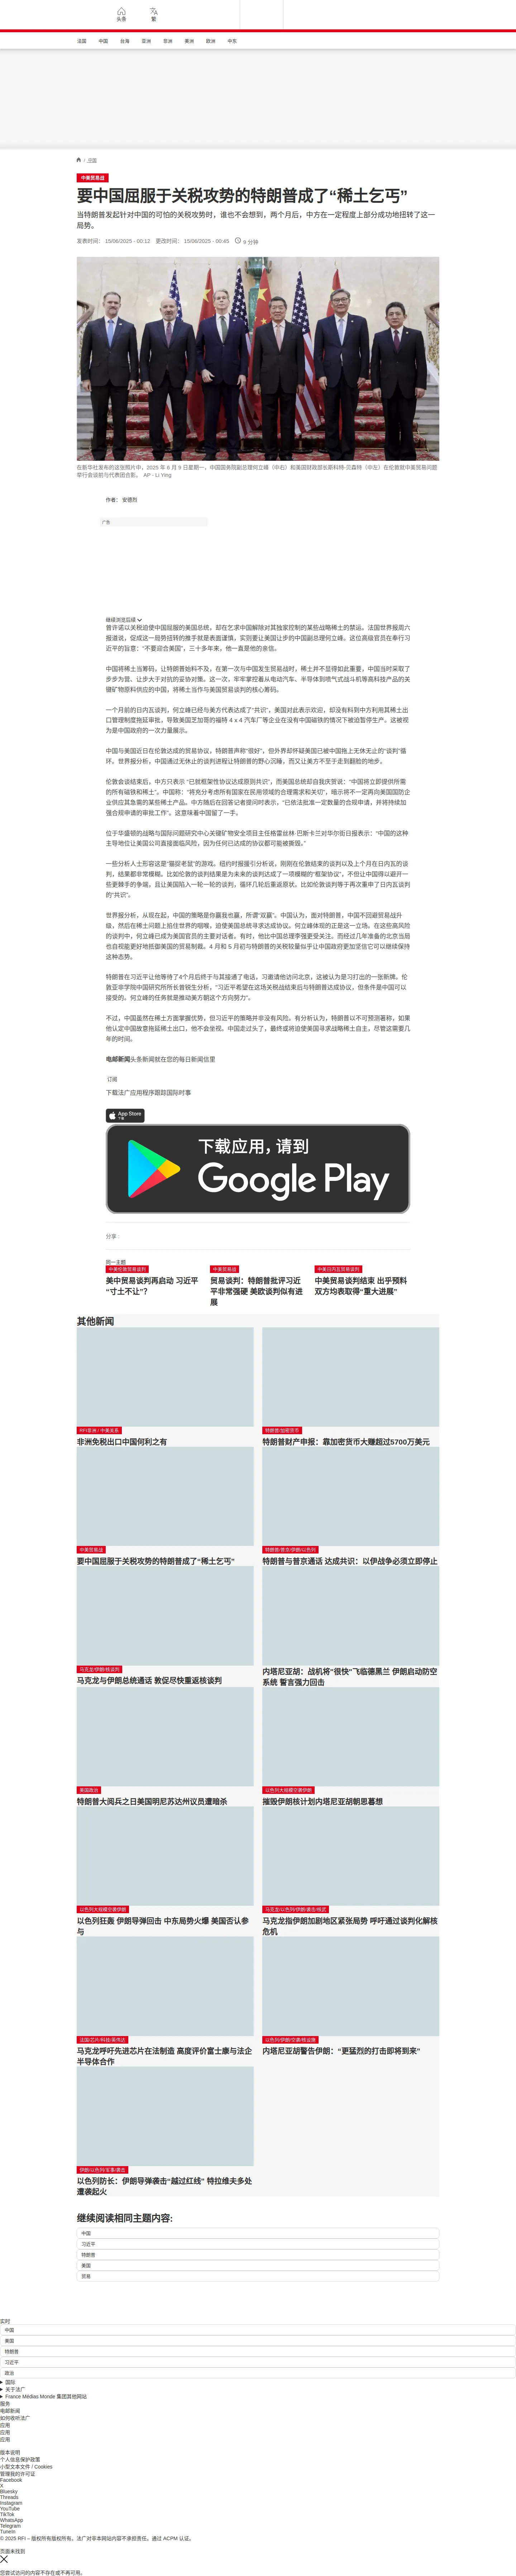 头条
繁
法国
中国
台海
亚洲
非洲
美洲
欧洲
中东
/ 中国
中美贸易战
要中国屈服于关税攻势的特朗普成了“稀土乞丐”
当特朗普发起针对中国的可怕的关税攻势时，谁也不会想到，两个月后，中方在一定程度上部分成功地扭转了这一
局势。
发表时间： 15/06/2025 - 00:12 更改时间： 15/06/2025 - 00:45 9 分钟
在新华社发布的这张照片中，2025 年 6 月 9 日星期一，中国国务院副总理何立峰（中右）和美国财政部长斯科特·贝森特（中左）在伦敦就中美贸易问题
举行会谈前与代表团合影。 AP - Li Ying
作者： 安德烈
广告
继续浏览后续
曾许诺以关税迫使中国屈服的美国总统，却在乞求中国解除对其独家控制的某些战略稀土的禁运。法国世界报周六
报道说，促成这一局势扭转的推手就是表面谨慎，实则要让美国让步的中国副总理何立峰。这位高级官员在奉行习
近平的旨意：“不要迎合美国”，三十多年来，他一直是他的亲信。
中国将稀土当筹码，让特朗普始料不及，在第一次与中国发生贸易战时，稀土并不显得如此重要。中国当时采取了
步步为营、让步大于对抗的妥协对策。这一次，牢牢掌控着从电动汽车、半导体到喷气式战斗机等高科技产品的关
键矿物原料供应的中国，将稀土当作与美国贸易谈判的核心筹码。
一个月前的日内瓦谈判，何立峰已经与美方代表达成了“共识”，美国对此表示欢迎，却没有料到中方利用其稀土出
口管理制度拖延审批，导致美国芝加哥的福特 4 x 4 汽车厂等企业在没有中国磁铁的情况下被迫暂停生产。这被视
为是中国政府的一次力量展示。
中国与美国近日在伦敦达成的贸易协议，特朗普声称“很好”，但外界却怀疑美国已被中国拖上无休无止的“谈判”循
环。世界报分析，中国通过无休止的谈判进程让特朗普的野心沉睡，而又让美方不至于走到翻脸的地步。
伦敦会谈结束后，中方只表示 “已就框架性协议达成原则共识”，而美国总统却自我庆贺说：“中国将立即提供所需
的所有磁铁和稀土”。中国称：“将充分考虑所有国家在民用领域的合理需求和关切”，暗示将不一定再向美国国防企
业供应其急需的某些稀土产品。中方随后在回答记者提问时表示，“已依法批准一定数量的合规申请，并将持续加
强合规申请的审批工作”。这意味着中国留了一手。
位于华盛顿的战略与国际问题研究中心关键矿物安全项目主任格雷丝林·巴斯卡兰对华尔街日报表示：“中国的这种
主导地位让美国公司直接面临风险，因为任何已达成的协议都可能被撕毁。”
一些分析人士形容这是“猫捉老鼠”的游戏。纽约时报援引分析说，刚刚在伦敦结束的谈判以及上个月在日内瓦的谈
判，结果都非常模糊。比如伦敦的谈判结果是为未来的谈判达成了一项模糊的“框架协议”，不但让中国得以避开一
些更棘手的争端，且让美国陷入一轮一轮的谈判，循环几轮后重返原状。比如伦敦谈判等于再次重申了日内瓦谈判
的“共识”。
世界报分析，从现在起，中国的策略是你赢我也赢，所谓“双赢”。中国认为，面对特朗普，中国不回避贸易战升
级，然后在稀土问题上掐住世界的咽喉，迫使美国总统寻求达成协议。何立峰体现的正是这一立场。在这些高风险
的谈判中，何立峰已成为美国官员的主要对话者。有时，他比中国总理李强更受关注。而经过几年准备的北京当局
也自视能更好地抵御美国的贸易制裁。4 月和 5 月初与特朗普的关税较量似乎让中国政府更加坚信它可以继续保持
这种态势。
特朗普在习近平让他等待了4个月后终于与其接通了电话，习邀请他访问北京，这被认为是习打出的一张新牌。伦
敦亚非学院中国研究所所长曾锐生分析，“习近平希望在这场关税战结束后与特朗普达成协议，但条件是中国可以
接受的。何立峰的任务就是推动美方朝这个方向努力”。
不过，中国虽然在稀土方面掌握优势，但习近平的策略并非没有风险。有分析认为，特朗普以不可预测著称，如果
他认定中国故意拖延稀土出口，他不会坐视。中国走过头了，最终或将迫使美国寻求战略稀土自主，尽管这需要几
年的时间。
电邮新闻头条新闻就在您的每日新闻信里
订阅
下载法广应用程序跟踪国际时事
App Store
下载
下载应用，请到
Google Play
分享 :
同一主题
中美伦敦贸易谈判
美中贸易谈判再启动 习近平
“寸土不让”?
中美贸易战
贸易谈判：特朗普批评习近
平非常强硬 美欧谈判似有进
展
中美日内瓦贸易谈判
中美贸易谈判结束 出乎预料
双方均表取得“重大进展”
其他新闻
RFI非洲 / 中美关系
非洲免税出口中国何利之有
特朗普/加密货币
特朗普财产申报：靠加密货币大赚超过5700万美元
中美贸易战
要中国屈服于关税攻势的特朗普成了“稀土乞丐”
特朗普/普京/伊朗/以色列
特朗普与普京通话 达成共识：以伊战争必须立即停止
马克龙/伊朗/核谈判
马克龙与伊朗总统通话 敦促尽快重返核谈判
内塔尼亚胡：战机将“很快”飞临德黑兰 伊朗启动防空
系统 誓言强力回击
美国政治
特朗普大阅兵之日美国明尼苏达州议员遭暗杀
以色列大规模空袭伊朗
摧毁伊朗核计划内塔尼亚胡朝思暮想
以色列大规模空袭伊朗
以色列狂轰 伊朗导弹回击 中东局势火爆 美国否认参
与
马克龙/以色列/伊朗/袭击/核武
马克龙指伊朗加剧地区紧张局势 呼吁通过谈判化解核
危机
法国/芯片/科技/英伟达
马克龙呼吁先进芯片在法制造 高度评价富士康与法企
半导体合作
以色列/伊朗/空袭/核设施
内塔尼亚胡警告伊朗：“更猛烈的打击即将到来”
伊朗/以色列/军事/袭击
以色列防长：伊朗导弹袭击“越过红线” 特拉维夫多处
遭袭起火
继续阅读相同主题内容:
中国
习近平
特朗普
美国
贸易
实时
中国
美国
特朗普
习近平
政治
国际
关于法广
France Médias Monde 集团其他网站
服务
电邮新闻
如何收听法广
应用
应用
应用
版本说明
个人信息保护政策
小型文本文件 / Cookies
管理我的许可证
Facebook
X
Bluesky
Threads
Instagram
YouTube
TikTok
WhatsApp
Telegram
TuneIn
© 2025 RFI – 版权所有版权所有。法广对非本网站内容不承担责任。通过 ACPM 认证。
页面未找到
您尝试访问的内容不存在或不再可用。